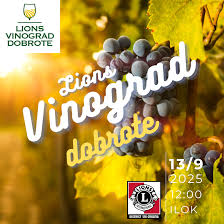 LIONS
VINOGRAD
DOBROTE
Lions
Vinograd
dobrote
13/9
2025
12:00
ILOK
L